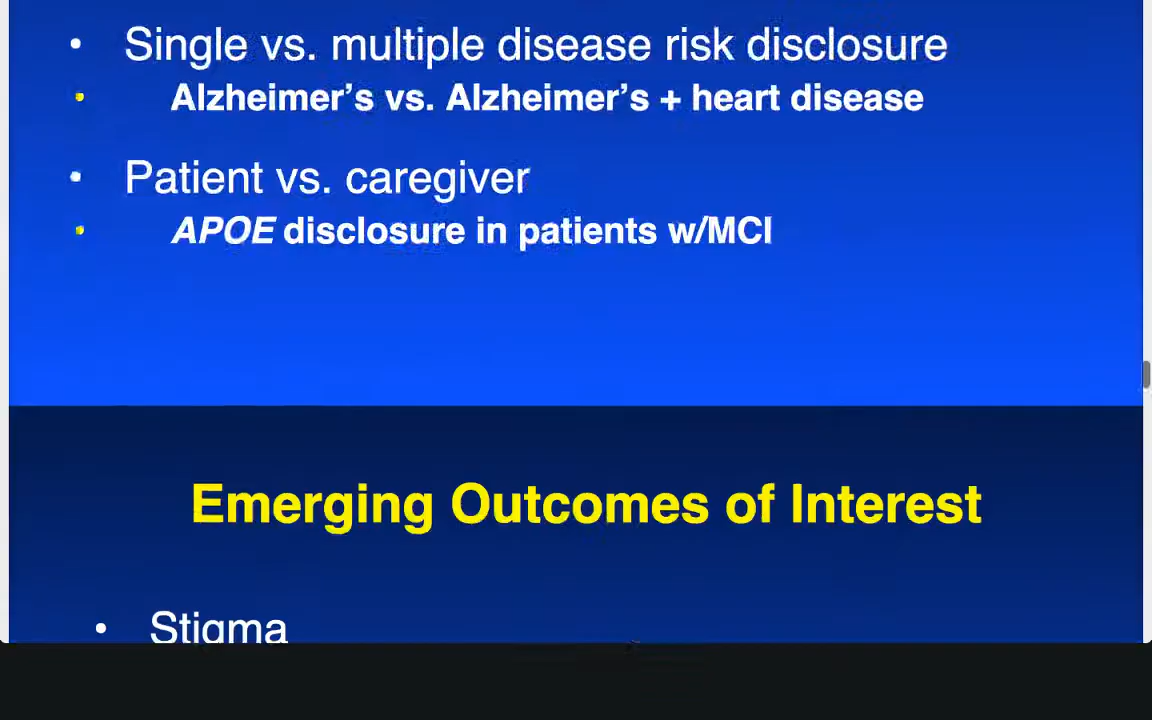 • Single vs. multiple disease risk disclosure
• Alzheimer’s vs. Alzheimer’s + heart disease
• Patient vs. caregiver
• APOE disclosure in patients w/MCI
Emerging Outcomes of Interest
• Stigma